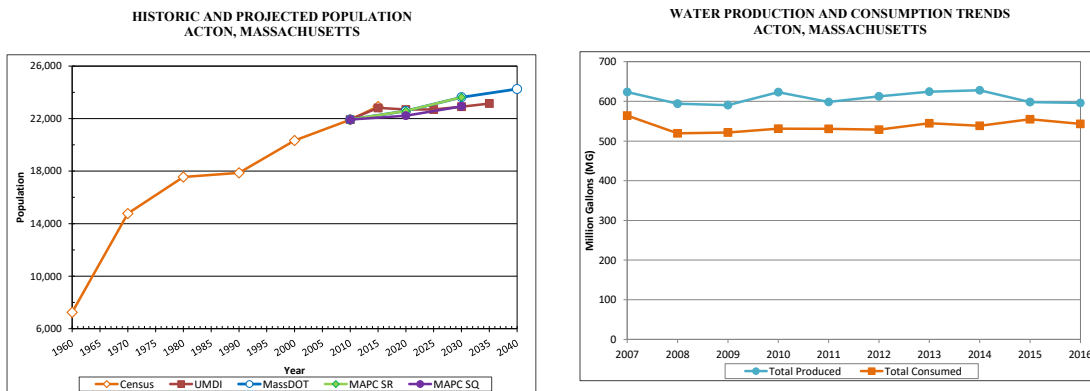 HISTORIC AND PROJECTED POPULATION
ACTON, MASSACHUSETTS
26,000
22,000
18,000
14,000
10,000
6,000
Population
1960
1965
1970
1975
1980
1985
1990
1995
2000
2005
2010
2015
2020
2025
2030
2035
2040
Year
Census
UMDI
MassDOT
MAPC SR
MAPC SQ
WATER PRODUCTION AND CONSUMPTION TRENDS
ACTON, MASSACHUSETTS
700
600
500
400
300
200
100
0
Million Gallons (MG)
2007
2008
2009
2010
2011
2012
2013
2014
2015
2016
Total Produced
Total Consumed